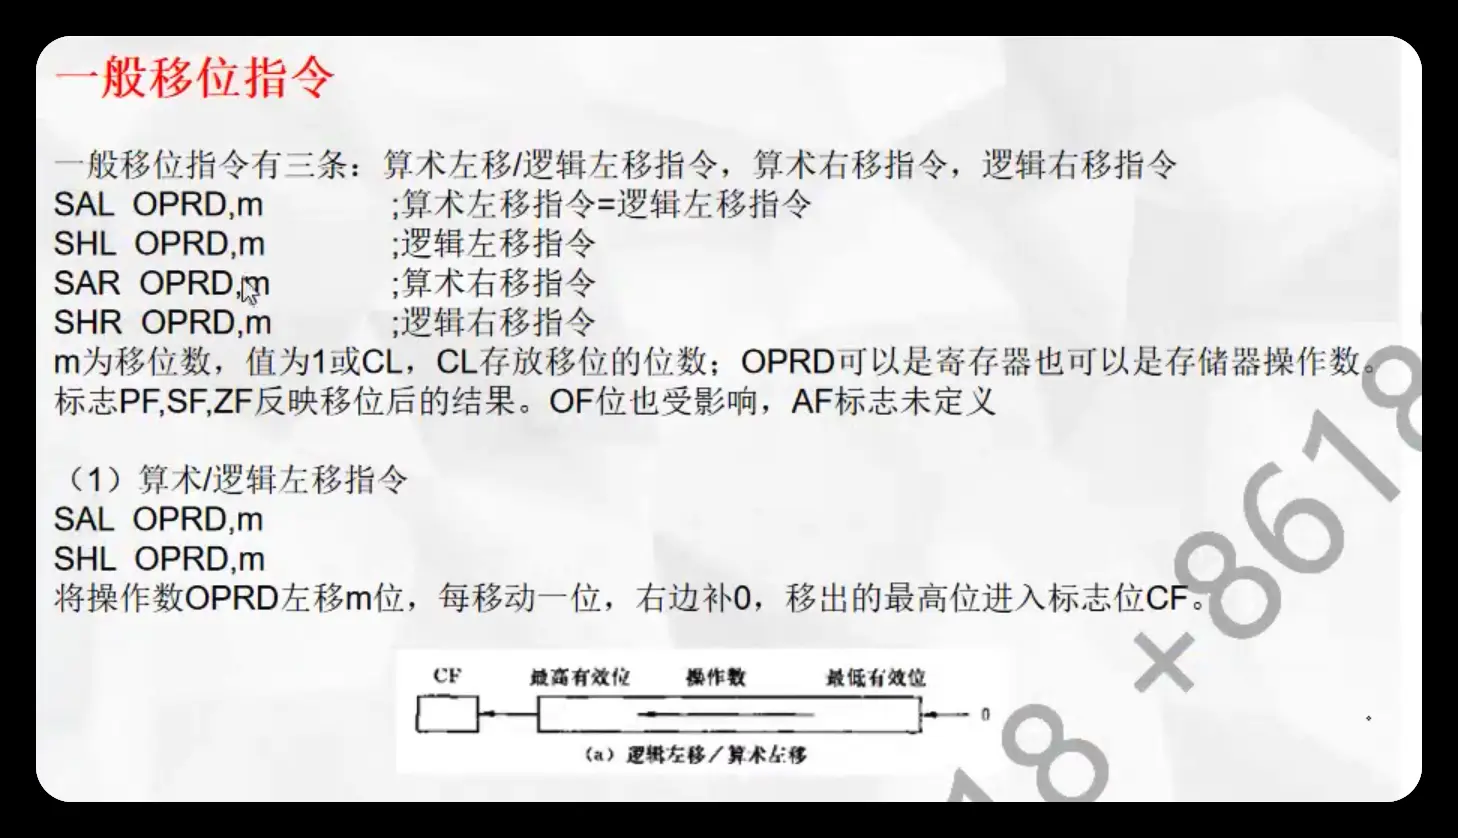 一般移位指令
一般移位指令有三条：算术左移/逻辑左移指令，算术右移指令，逻辑右移指令
SAL OPRD,m ;算术左移指令=逻辑左移指令
SHL OPRD,m ;逻辑左移指令
SAR OPRD,m ;算术右移指令
SHR OPRD,m ;逻辑右移指令
m为移位数，值为1或CL，CL存放移位的位数；OPRD可以是寄存器也可以是存储器操作数。
标志PF,SF,ZF反映移位后的结果。OF位也受影响，AF标志未定义
（1）算术/逻辑左移指令
SAL OPRD,m
SHL OPRD,m
将操作数OPRD左移m位，每移动一位，右边补0，移出的最高位进入标志位CF。
CF 最高有效位 操作数 最低有效位
0
（a）逻辑左移／算术左移
+8618
18